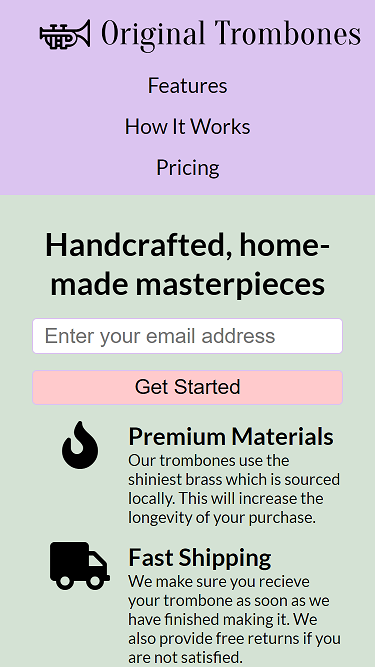 Original Trombones
Features
How It Works
Pricing
Handcrafted, home-
made masterpieces
Enter your email address
Get Started
Premium Materials
Our trombones use the
shiniest brass which is sourced
locally. This will increase the
longevity of your purchase.
Fast Shipping
We make sure you recieve
your trombone as soon as we
have finished making it. We
also provide free returns if you
are not satisfied.